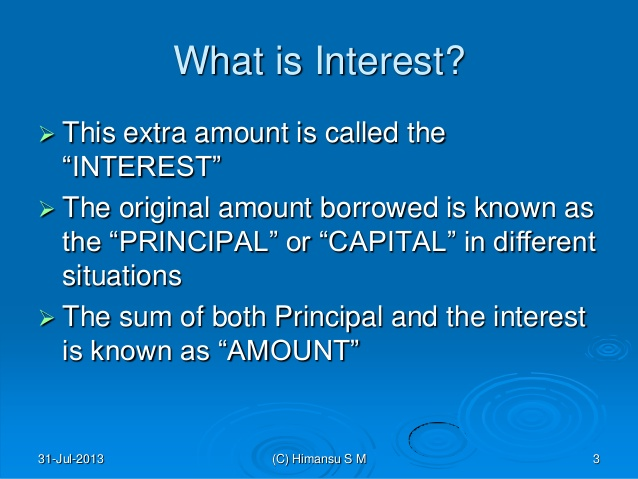 What is Interest?
This extra amount is called the
“INTEREST”
The original amount borrowed is known as
the “PRINCIPAL” or “CAPITAL” in different
situations
The sum of both Principal and the interest
is known as “AMOUNT”
31-Jul-2013
(C) Himansu S M
3